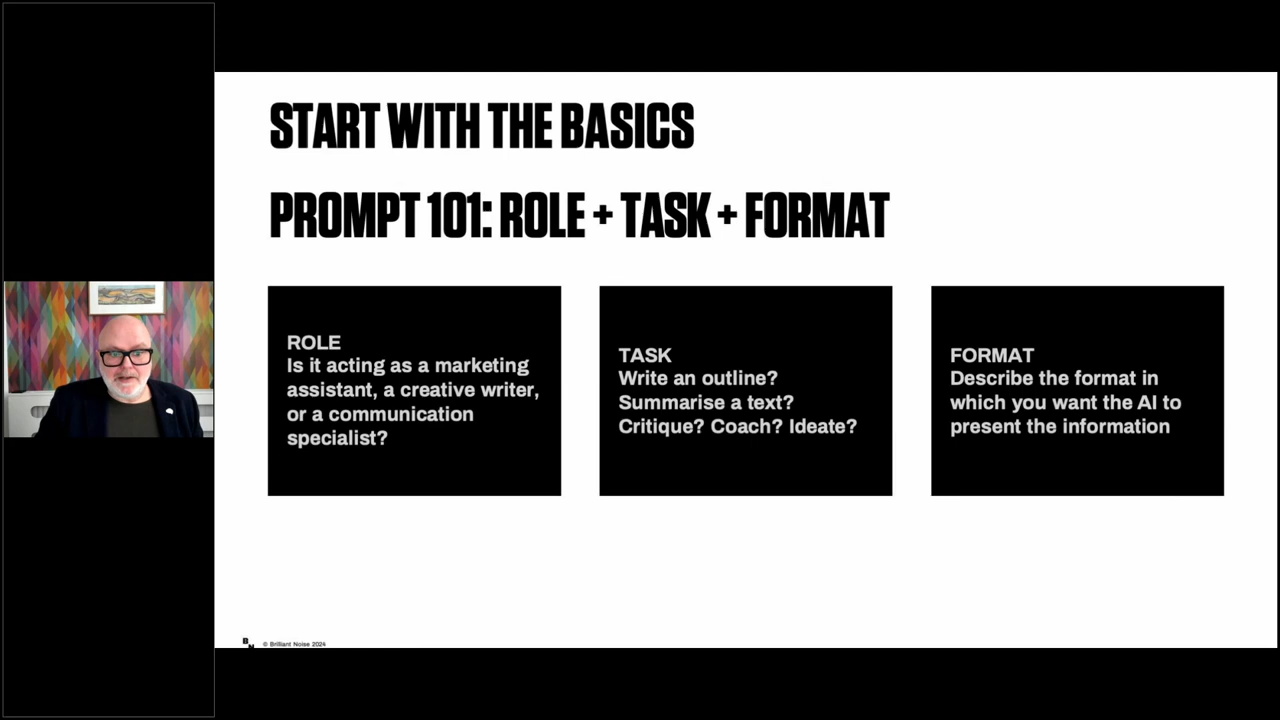 START WITH THE BASICS
PROMPT 101: ROLE + TASK + FORMAT
ROLE
Is it acting as a marketing
assistant, a creative writer,
or a communication
specialist?
TASK
Write an outline?
Summarise a text?
Critique? Coach? Ideate?
FORMAT
Describe the format in
which you want the AI to
present the information
B
N
© Brilliant Noise 2024